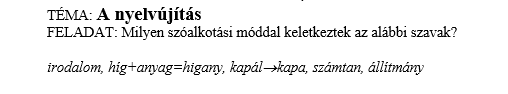 TÉMA: A nyelvújítás
FELADAT: Milyen szóalkotási móddal keletkeztek az alábbi szavak?
irodalom, híg+anyag=higany, kapál→kapa, számtan, állítmány